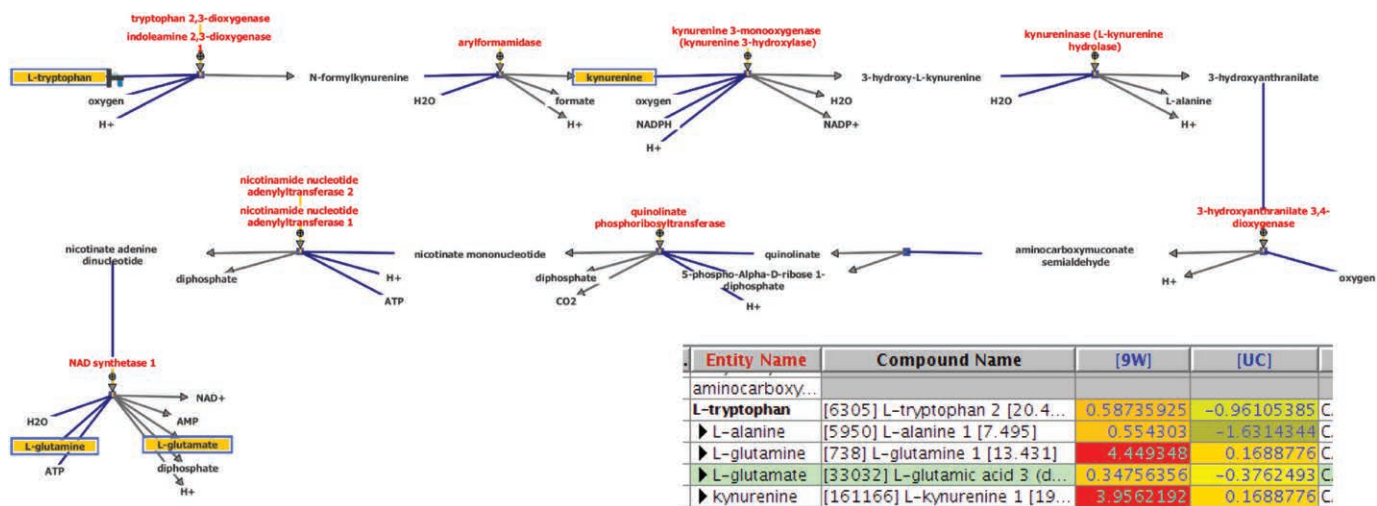 tryptophan 2,3-dioxygenase
indoleamine 2,3-dioxygenase
1
arylformamidase
kynurenine 3-monooxygenase
(kynurenine 3-hydroxylase)
kynureninase (L-kynurenine
hydrolase)
L-tryptophan
N-formylkynurenine
kynurenine
3-hydroxy-L-kynurenine
3-hydroxyanthranilate
oxygen
H+
H2O
formate
H+
oxygen
NADPH
H+
H2O
NADP+
H2O
L-alanine
H+
nicotinamide nucleotide
adenylyltransferase 2
nicotinamide nucleotide
adenylyltransferase 1
quinolinate
phosphoribosyltransferase
3-hydroxyanthranilate 3,4-
dioxygenase
nicotinate adenine
dinucleotide
nicotinate mononucleotide
quinolinate
aminocarboxymuconate
semialdehyde
diphosphate
H+
ATP
diphosphate
CO2
5-phospho-Alpha-D-ribose 1-
diphosphate
H+
H+
oxygen
NAD synthetase 1
H2O
L-glutamine
ATP
NAD+
AMP
L-glutamate
diphosphate
H+
. Entity Name Compound Name [9W] [UC]
aminocarboxy...
L-tryptophan [6305] L-tryptophan 2 [20.4... 0.58735925 -0.96105385 C.
L-alanine [5950] L-alanine 1 [7.495] 0.554303 -1.6314344 C.
L-glutamine [738] L-glutamine 1 [13.431] 4.449348 0.1688776 C.
L-glutamate [33032] L-glutamic acid 3 (d... 0.34756356 -0.3762493 C.
kynurenine [161166] L-kynurenine 1 [19... 3.9562192 0.1688776 C.